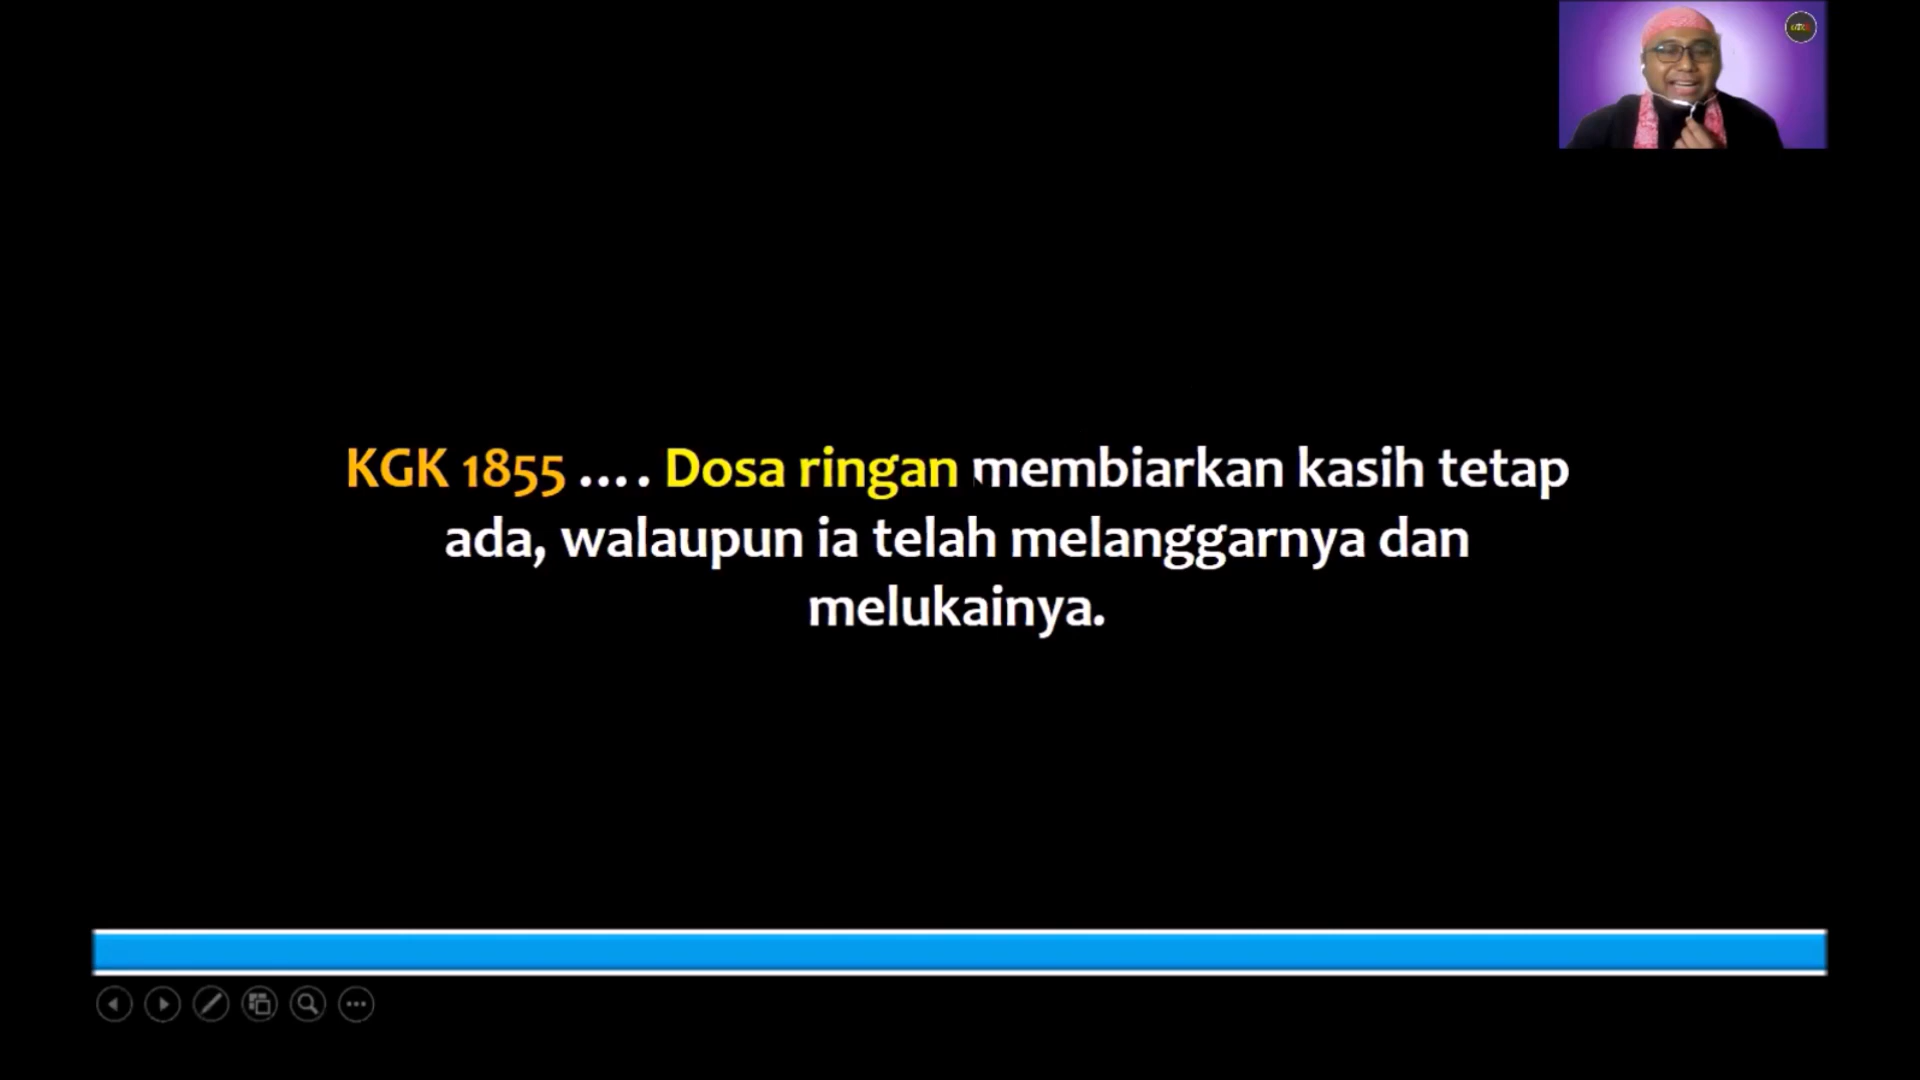 KGK 1855 .... Dosa ringan membiarkan kasih tetap
ada, walaupun ia telah melanggarnya dan
melukainya.